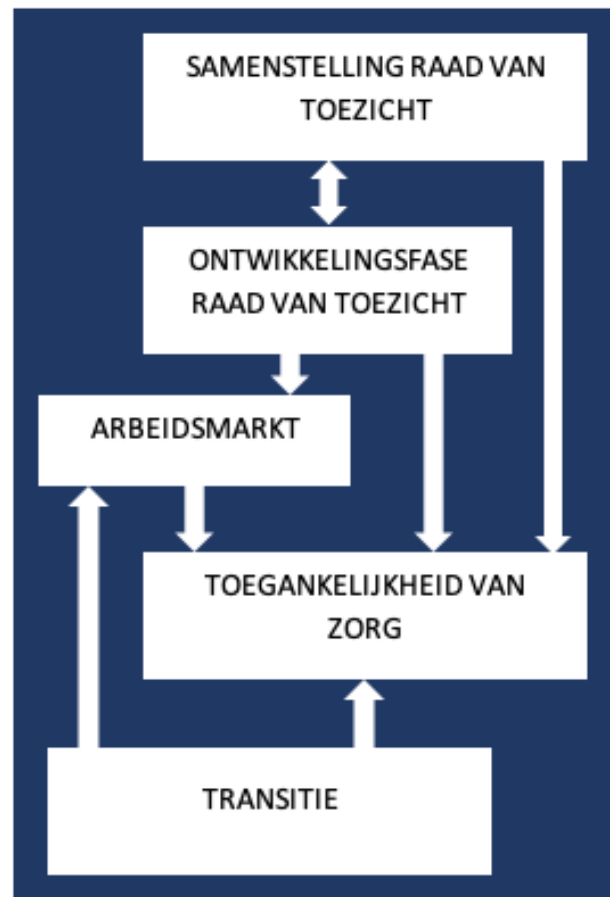 SAMENSTELLING RAAD VAN
TOEZICHT
ONTWIKKELINGSFASE
RAAD VAN TOEZICHT
ARBEIDSMARKT
TOEGANKELIJKHEID VAN
ZORG
TRANSITIE